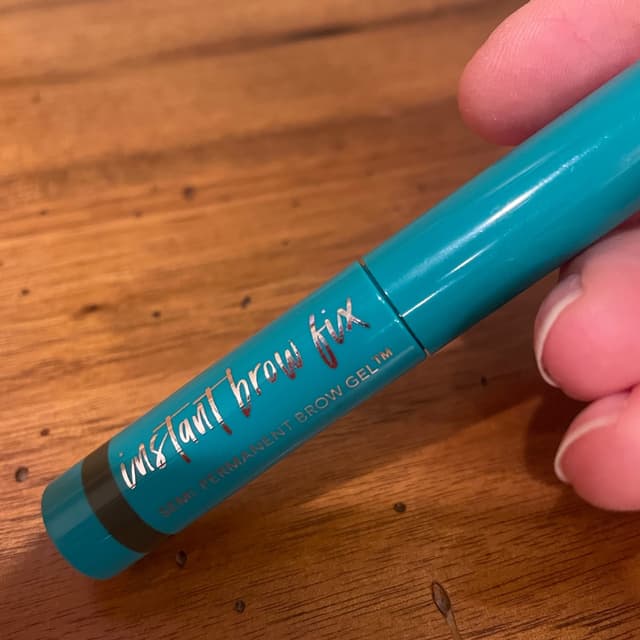 instant brow fix
SEMI PERMANENT BROW GEL™